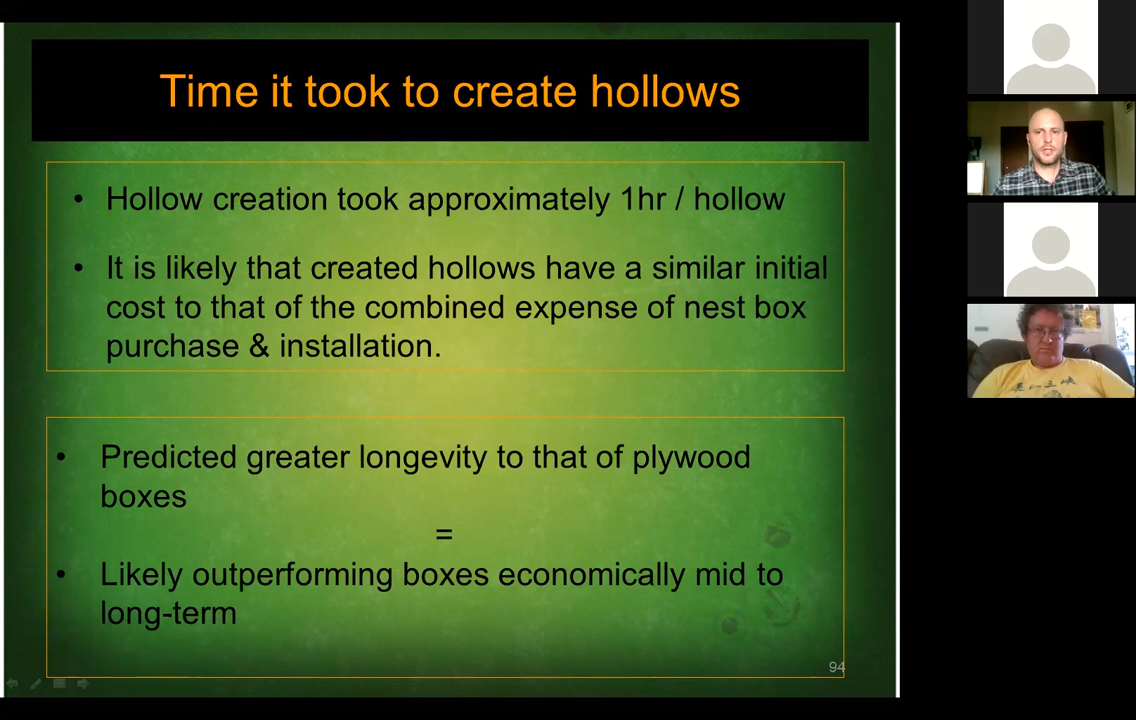 Time it took to create hollows
• Hollow creation took approximately 1hr / hollow
• It is likely that created hollows have a similar initial
cost to that of the combined expense of nest box
purchase & installation.
• Predicted greater longevity to that of plywood
boxes
=
• Likely outperforming boxes economically mid to
long-term
94